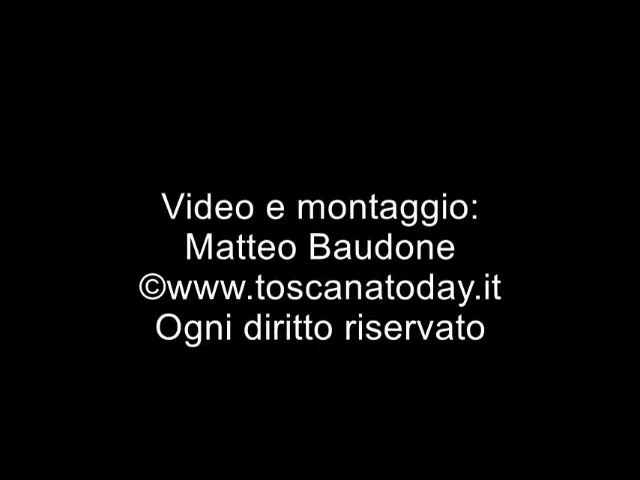 Video e montaggio:
Matteo Baudone
©www.toscanatoday.it
Ogni diritto riservato